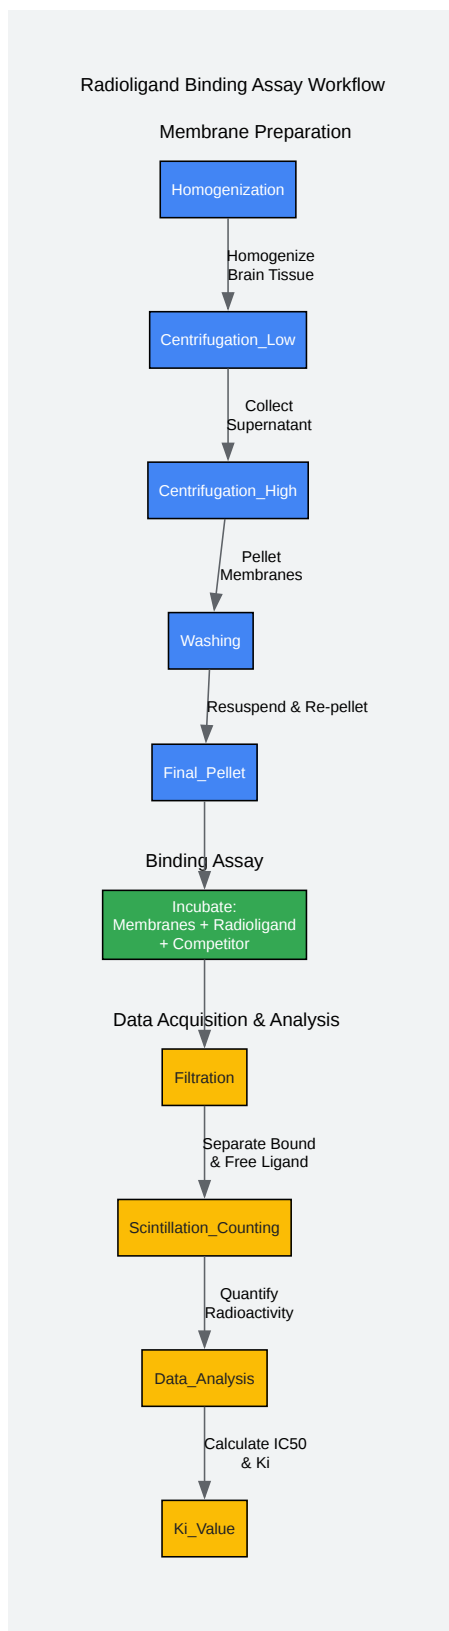 Radioligand Binding Assay Workflow
Membrane Preparation
Homogenization
Homogenize
Brain Tissue
Centrifugation_Low
Collect
Supernatant
Centrifugation_High
Pellet
Membranes
Washing
Resuspend & Re-pellet
Final_Pellet
Binding Assay
Incubate:
Membranes + Radioligand
+ Competitor
Data Acquisition & Analysis
Filtration
Separate Bound
& Free Ligand
Scintillation_Counting
Quantify
Radioactivity
Data_Analysis
Calculate IC50
& Ki
Ki_Value